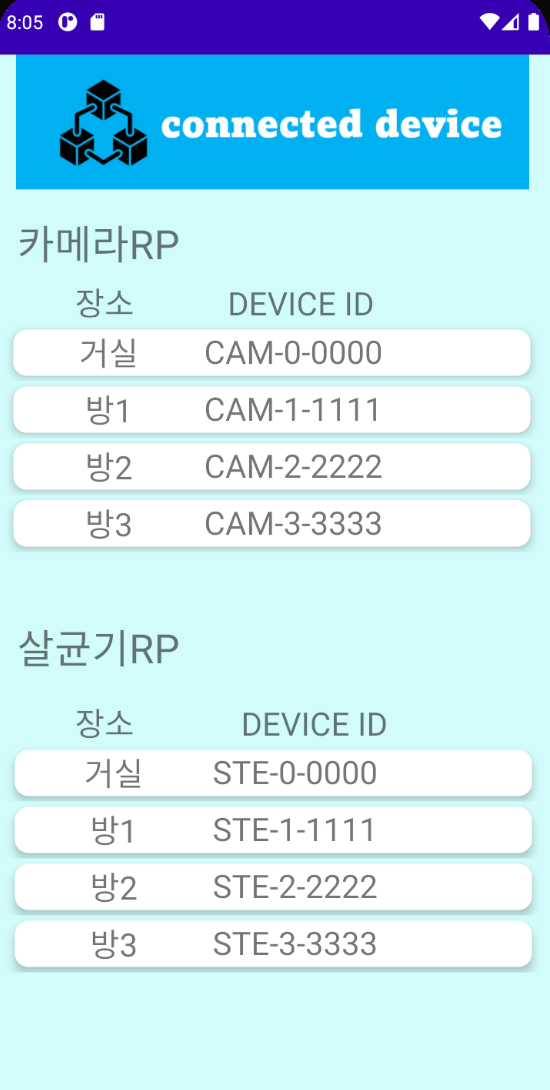 8:05
connected device
카메라RP
장소 DEVICE ID
거실 CAM-0-0000
방1 CAM-1-1111
방2 CAM-2-2222
방3 CAM-3-3333
살균기RP
장소 DEVICE ID
거실 STE-0-0000
방1 STE-1-1111
방2 STE-2-2222
방3 STE-3-3333